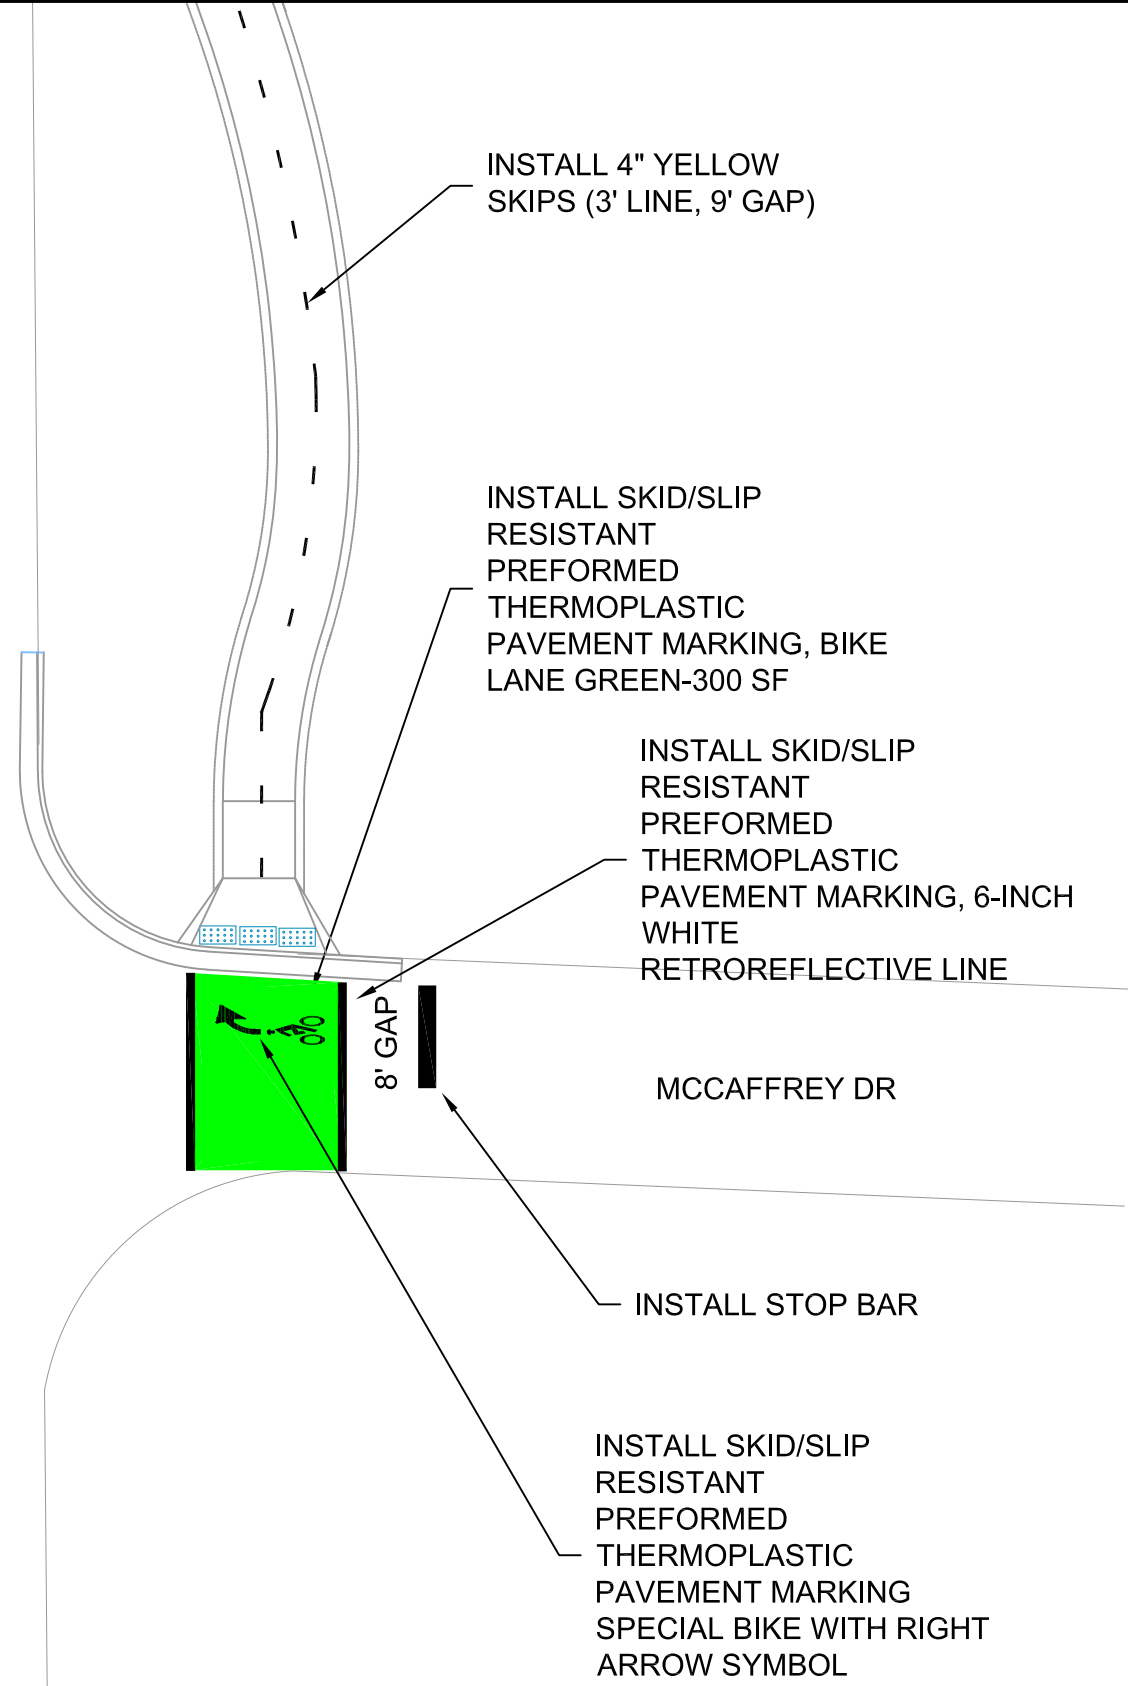 INSTALL 4" YELLOW
SKIPS (3' LINE, 9' GAP)
INSTALL SKID/SLIP
RESISTANT
PREFORMED
THERMOPLASTIC
PAVEMENT MARKING, BIKE
LANE GREEN-300 SF
INSTALL SKID/SLIP
RESISTANT
PREFORMED
THERMOPLASTIC
PAVEMENT MARKING, 6-INCH
WHITE
RETROREFLECTIVE LINE
8' GAP
MCCAFFREY DR
INSTALL STOP BAR
INSTALL SKID/SLIP
RESISTANT
PREFORMED
THERMOPLASTIC
PAVEMENT MARKING
SPECIAL BIKE WITH RIGHT
ARROW SYMBOL